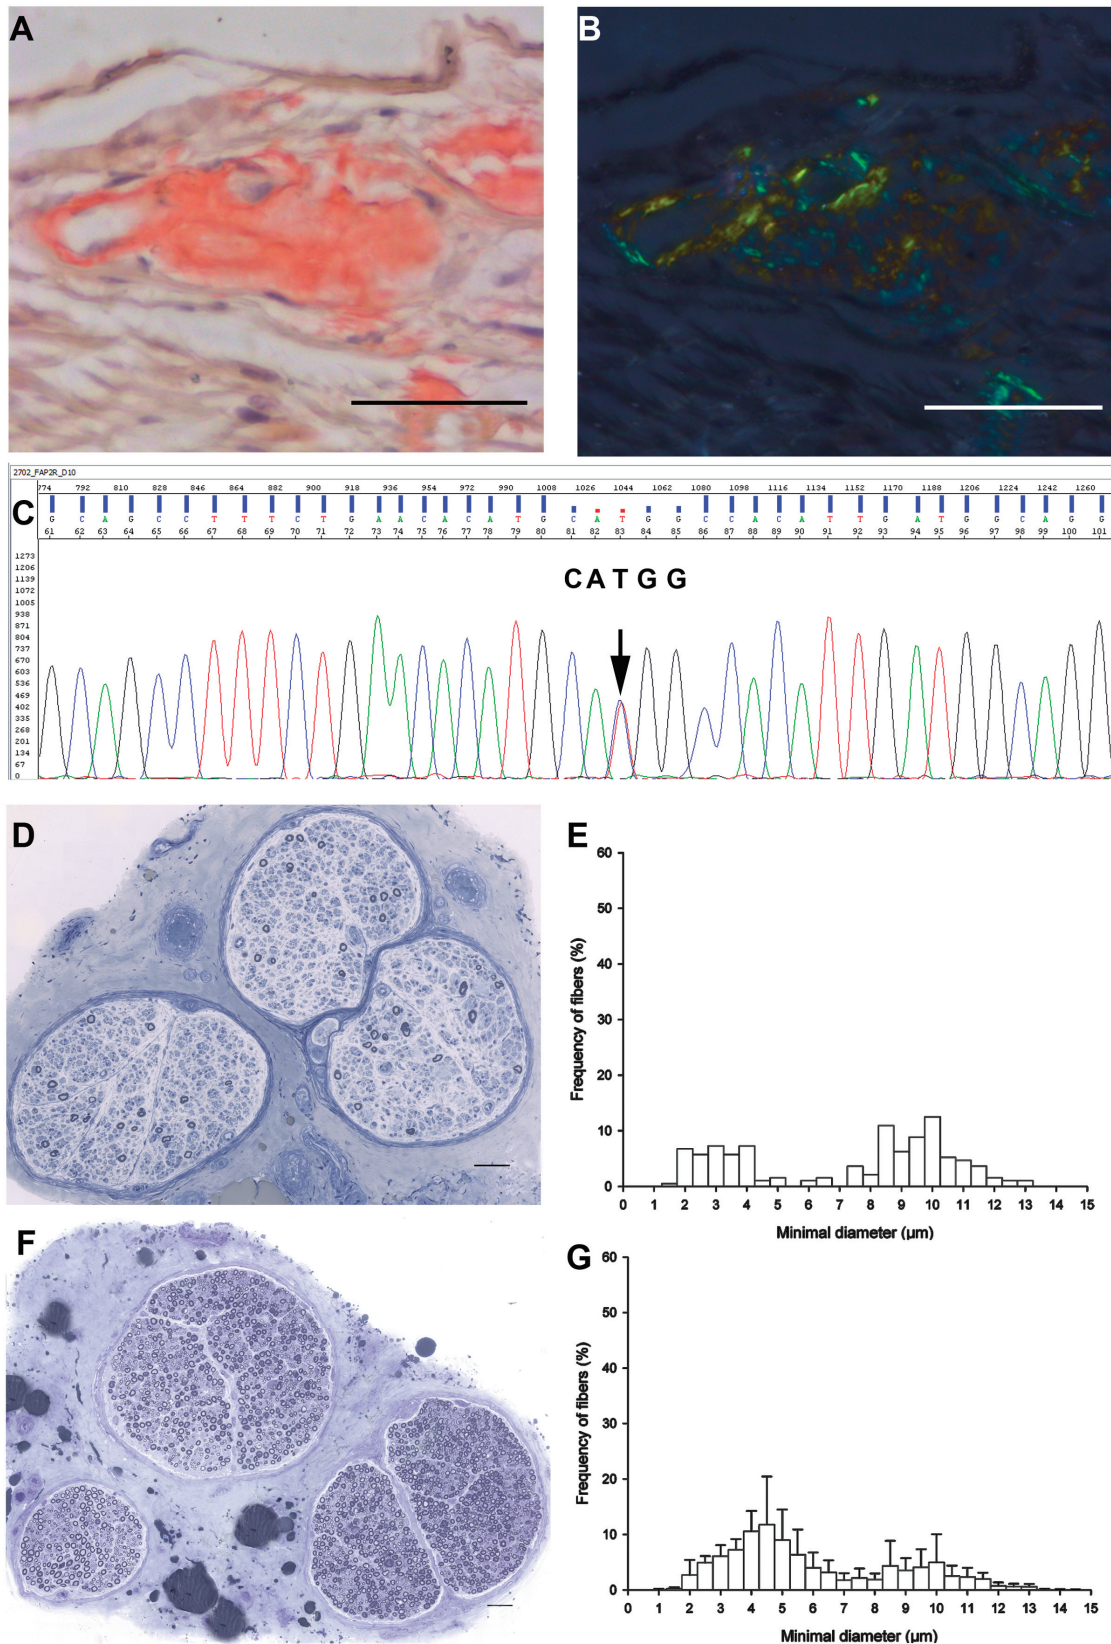 A
B
2702_FAP2R_D10
774 792 810 828 846 864 882 900 918 936 954 972 990 1008 1026 1044 1062 1080 1098 1116 1134 1152 1170 1188 1206 1224 1242 1260
C
G C A G C C T T T C T G A A C A C A T G C A T G G C C A C A T T G A T G G C A G G
61 62 63 64 65 66 67 68 69 70 71 72 73 74 75 76 77 78 79 80 81 82 83 84 85 86 87 88 89 90 91 92 93 94 95 96 97 98 99 100 101
1273
1206
1139
1072
1005
938
871
804
737
670
603
536
469
402
335
268
201
134
67
0
CATGG
D
E
60
50
40
30
20
10
0
Frequency of fibers (%)
0 1 2 3 4 5 6 7 8 9 10 11 12 13 14 15
Minimal diameter (µm)
F
G
60
50
40
30
20
10
0
Frequency of fibers (%)
0 1 2 3 4 5 6 7 8 9 10 11 12 13 14 15
Minimal diameter (µm)